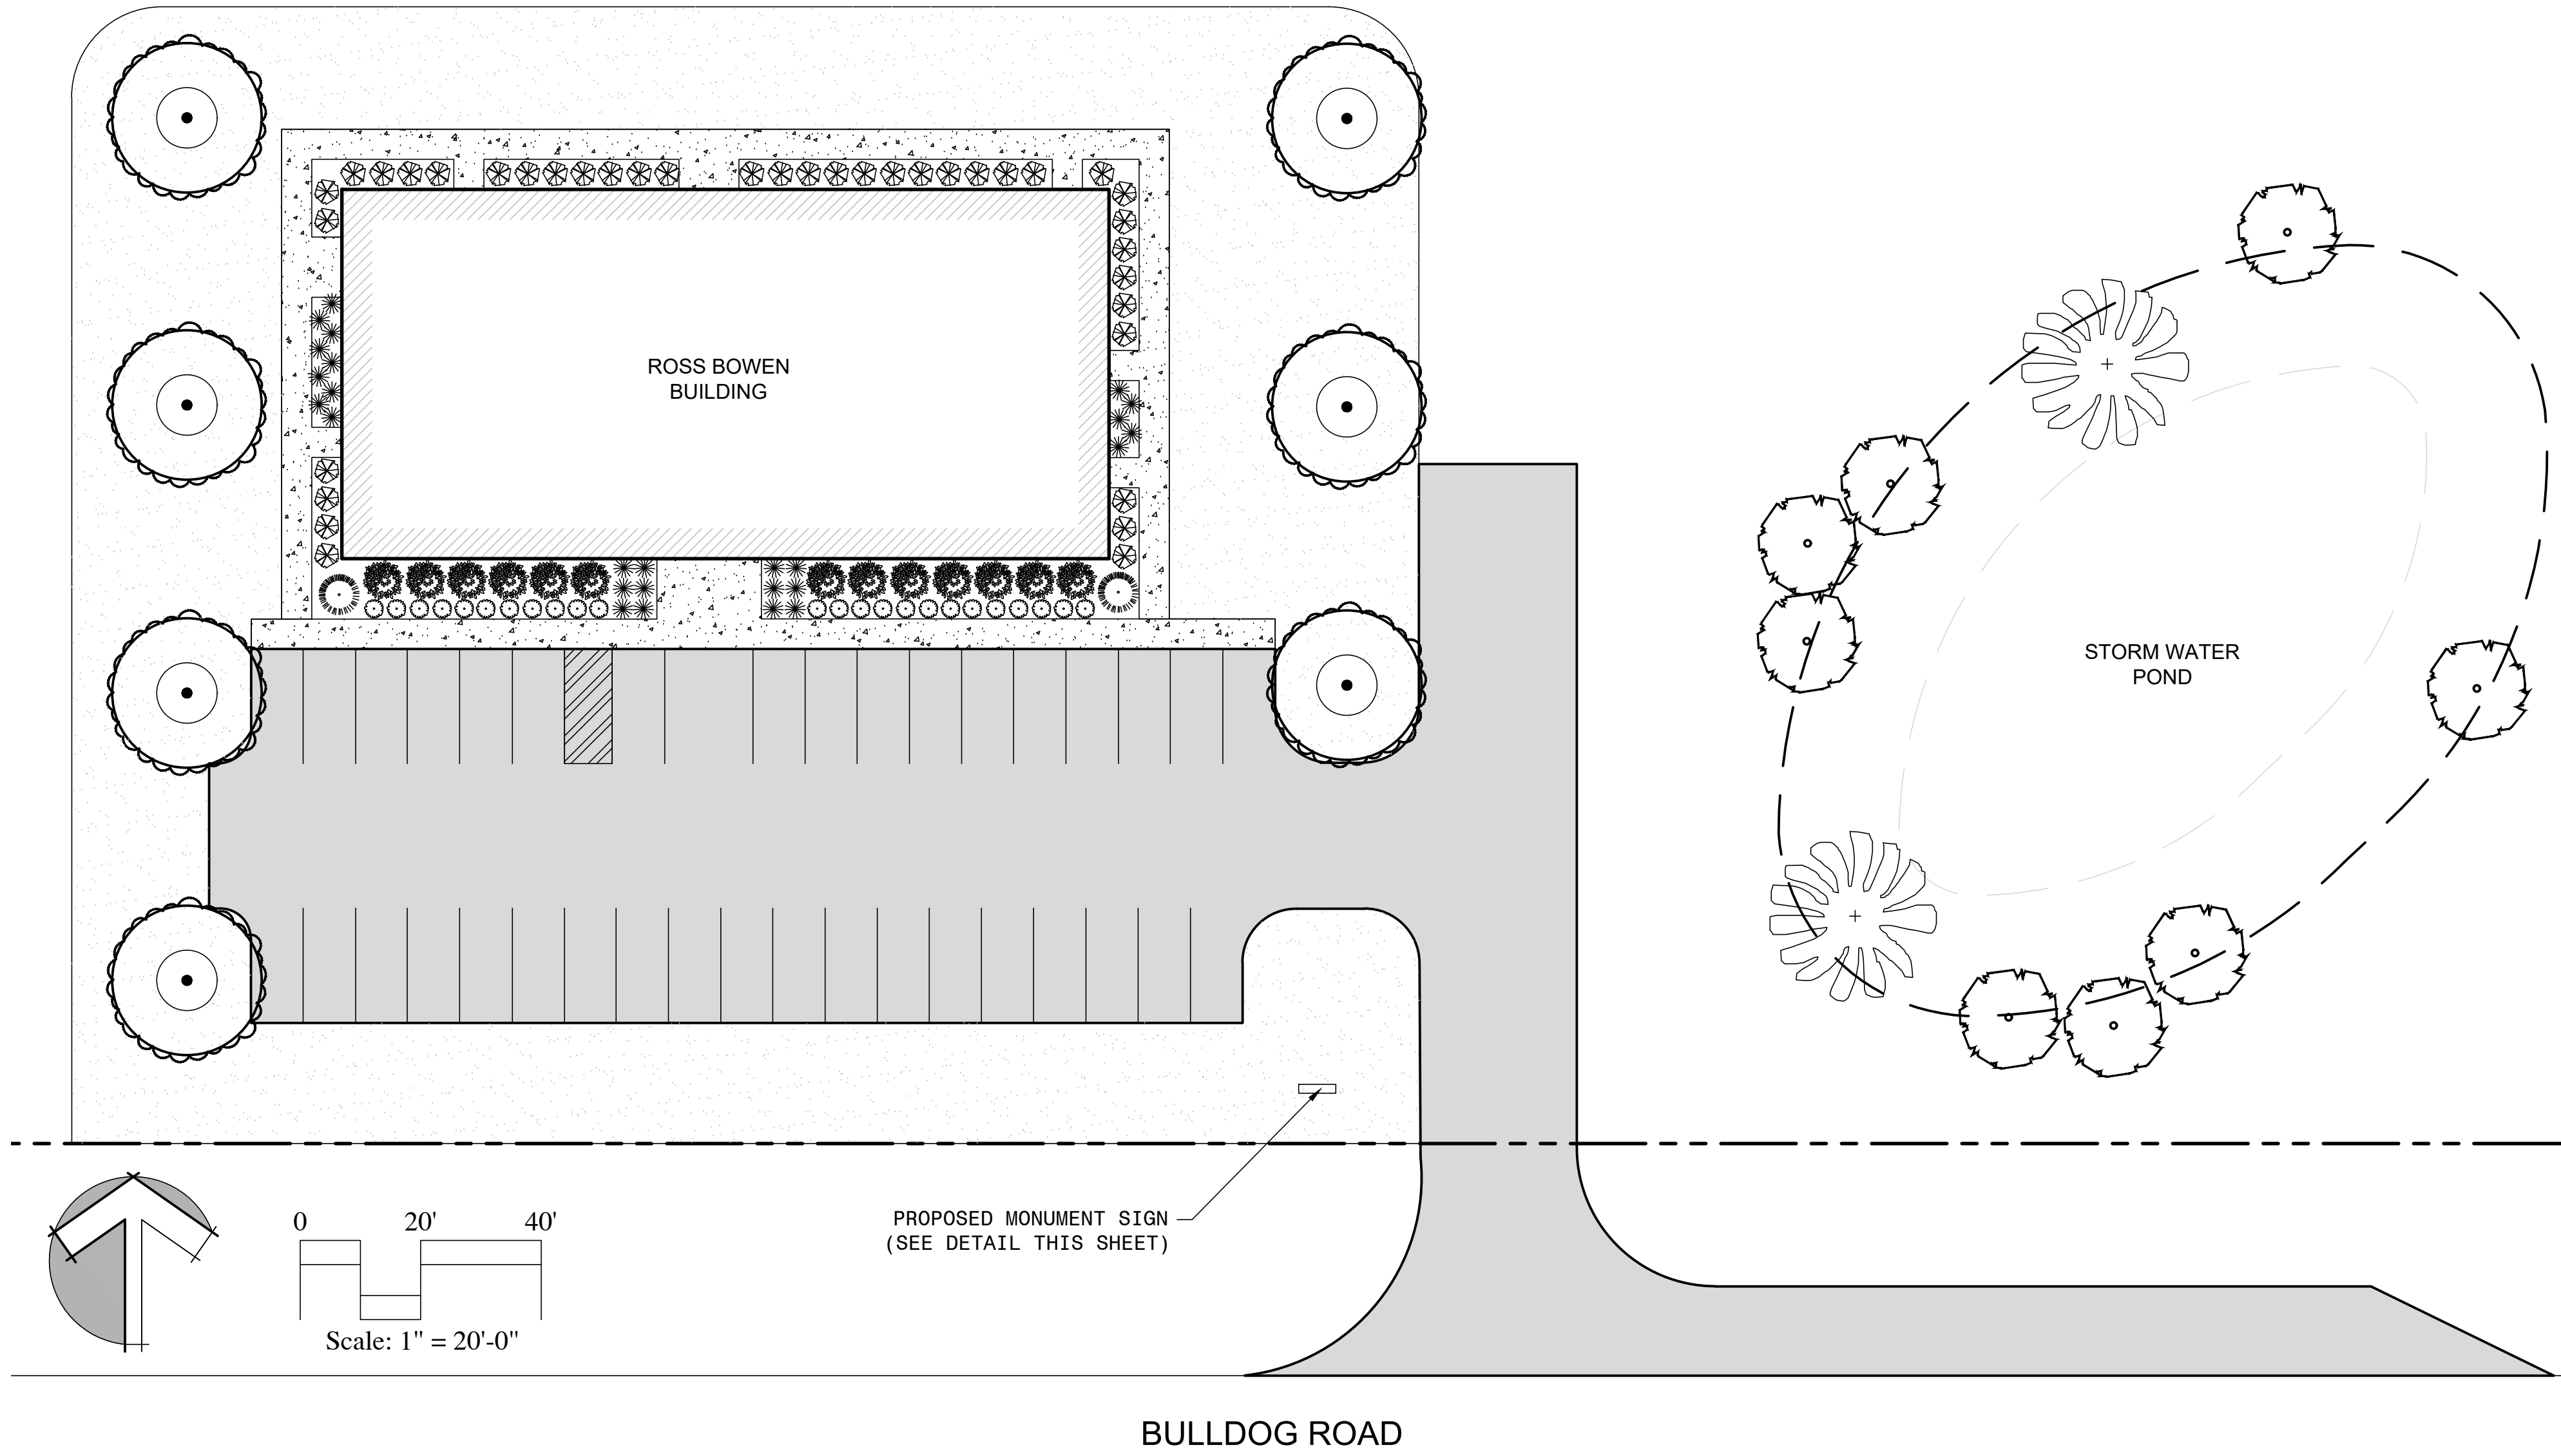 ROSS BOWEN
BUILDING
STORM WATER
POND
PROPOSED MONUMENT SIGN
(SEE DETAIL THIS SHEET)
0 20' 40'
Scale: 1" = 20'-0"
BULLDOG ROAD